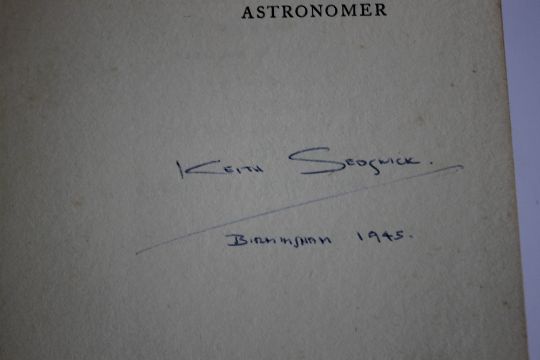 ASTRONOMER
KEITH SEDGWICK.
BIRMINGHAM 1945.